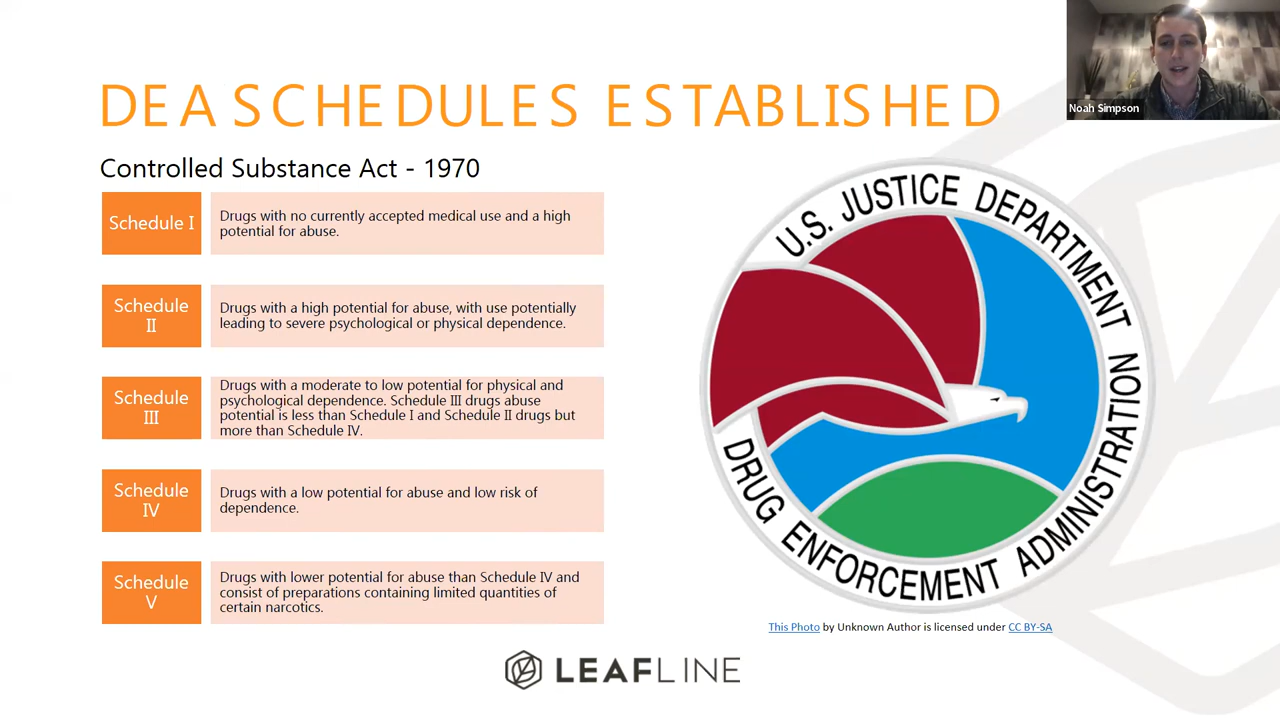 DEA SCHEDULES ESTABLISHED
Noah Simpson
Controlled Substance Act - 1970
Schedule I
Drugs with no currently accepted medical use and a high
potential for abuse.
Schedule
II
Drugs with a high potential for abuse, with use potentially
leading to severe psychological or physical dependence.
Schedule
III
Drugs with a moderate to low potential for physical and
psychological dependence. Schedule III drugs abuse
potential is less than Schedule I and Schedule II drugs but
more than Schedule IV.
Schedule
IV
Drugs with a low potential for abuse and low risk of
dependence.
Schedule
V
Drugs with lower potential for abuse than Schedule IV and
consist of preparations containing limited quantities of
certain narcotics.
U.S. JUSTICE DEPARTMENT
DRUG ENFORCEMENT ADMINISTRATION
This Photo by Unknown Author is licensed under CC BY-SA
LEAFLINE